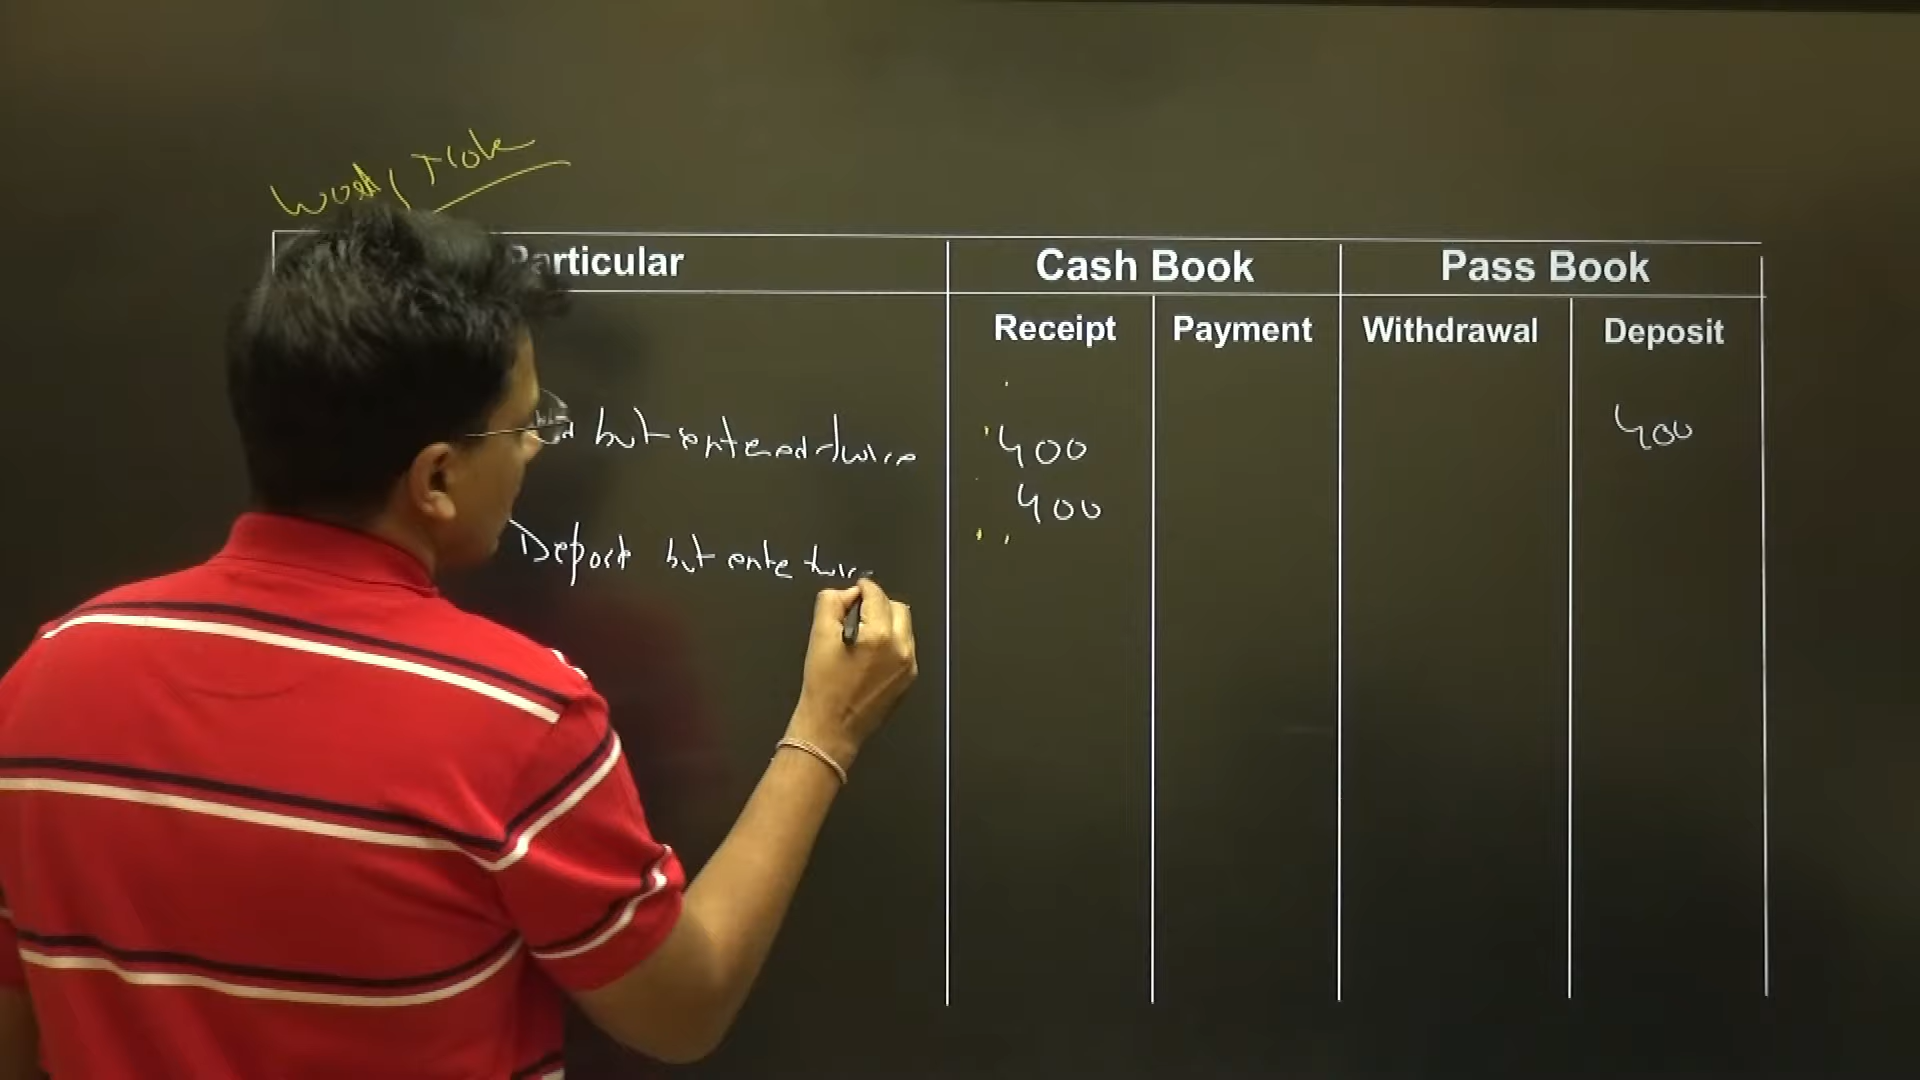 Particular Cash Book Pass Book
Receipt Payment Withdrawal Deposit
but entered twice 400 400
400
Deposit but ente twice